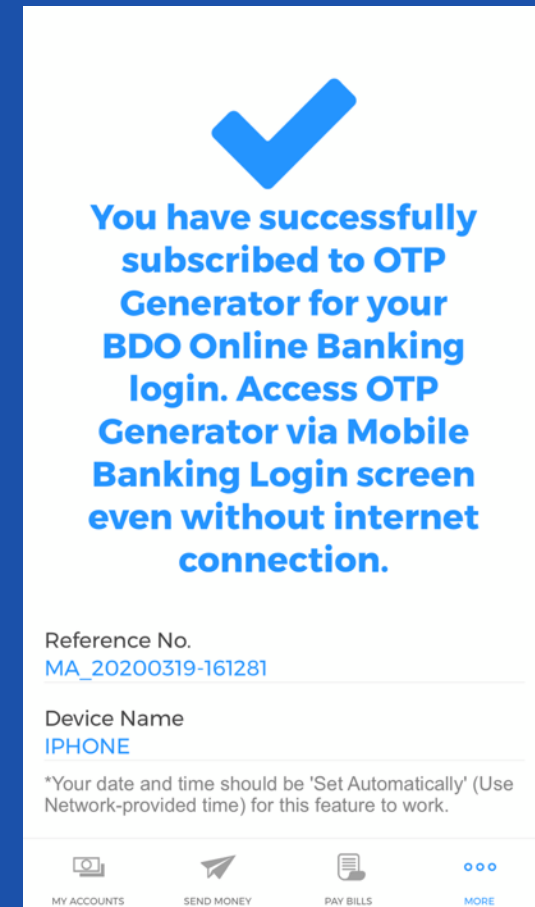 You have successfully
subscribed to OTP
Generator for your
BDO Online Banking
login. Access OTP
Generator via Mobile
Banking Login screen
even without internet
connection.
Reference No.
MA_20200319-161281
Device Name
IPHONE
*Your date and time should be 'Set Automatically' (Use
Network-provided time) for this feature to work.
MY ACCOUNTS SEND MONEY PAY BILLS MORE